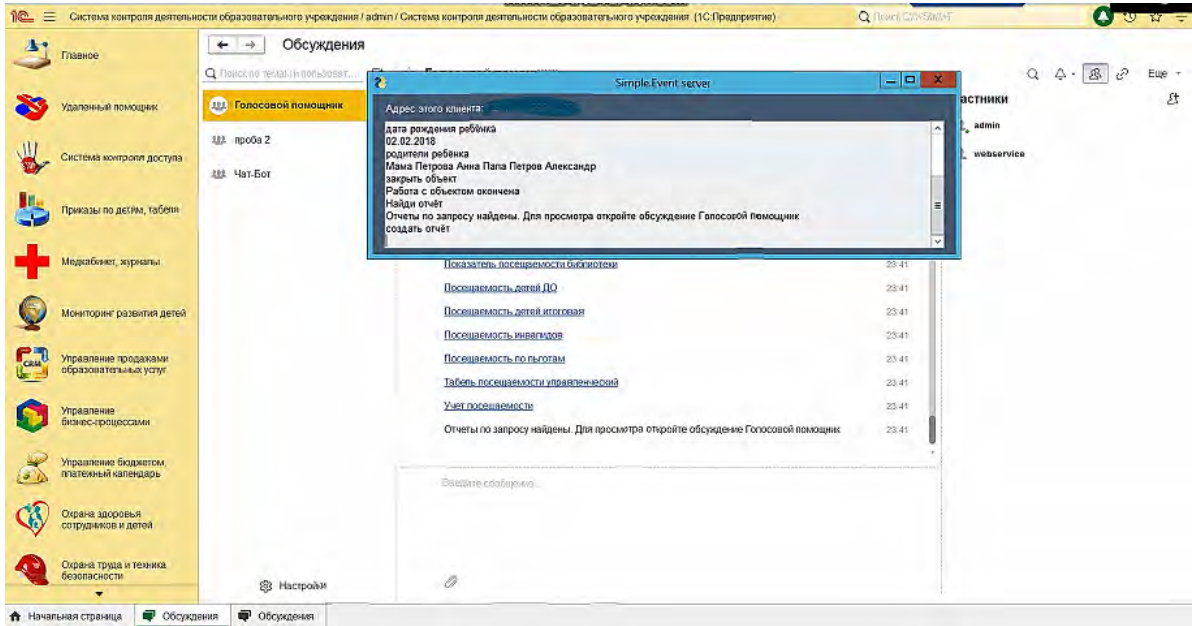 Система контроля деятельности образовательного учреждения / admin / Система контроля деятельности образовательного учреждения (1С:Предприятие)
Главное
Удаленный помощник
Система контроля доступа
Приказы по детям, табели
Медкабинет, журналы
Мониторинг развития детей
CRM
Управление продажами
образовательных услуг
Управление
бизнес-процессами
Управление бюджетом,
платежный календарь
Охрана здоровья
сотрудников и детей
Охрана труда и техника
безопасности
Обсуждения
Голосовой помощник
проба 2
Чат-Бот
Настройки
Simple.Event server
Адрес этого клиента:
дата рождения ребёнка
02.02.2018
родители ребёнка
Мама Петрова Анна Папа Петров Александр
закрыть объект
Работа с объектом окончена
Найди отчёт
Отчеты по запросу найдены. Для просмотра откройте обсуждение Голосовой помощник
создать отчёт
Показатель посещаемости библиотеки 23:41
Посещаемость детей ДО 23:41
Посещаемость детей итоговая 23:41
Посещаемость инвалидов 23:41
Посещаемость по льготам 23:41
Табель посещаемости управленческий 23:41
Учет посещаемости 23:41
Отчеты по запросу найдены. Для просмотра откройте обсуждение Голосовой помощник 23:41
Введите сообщение...
Еще
астники
admin
webservice
Начальная страница
Обсуждения
Обсуждения